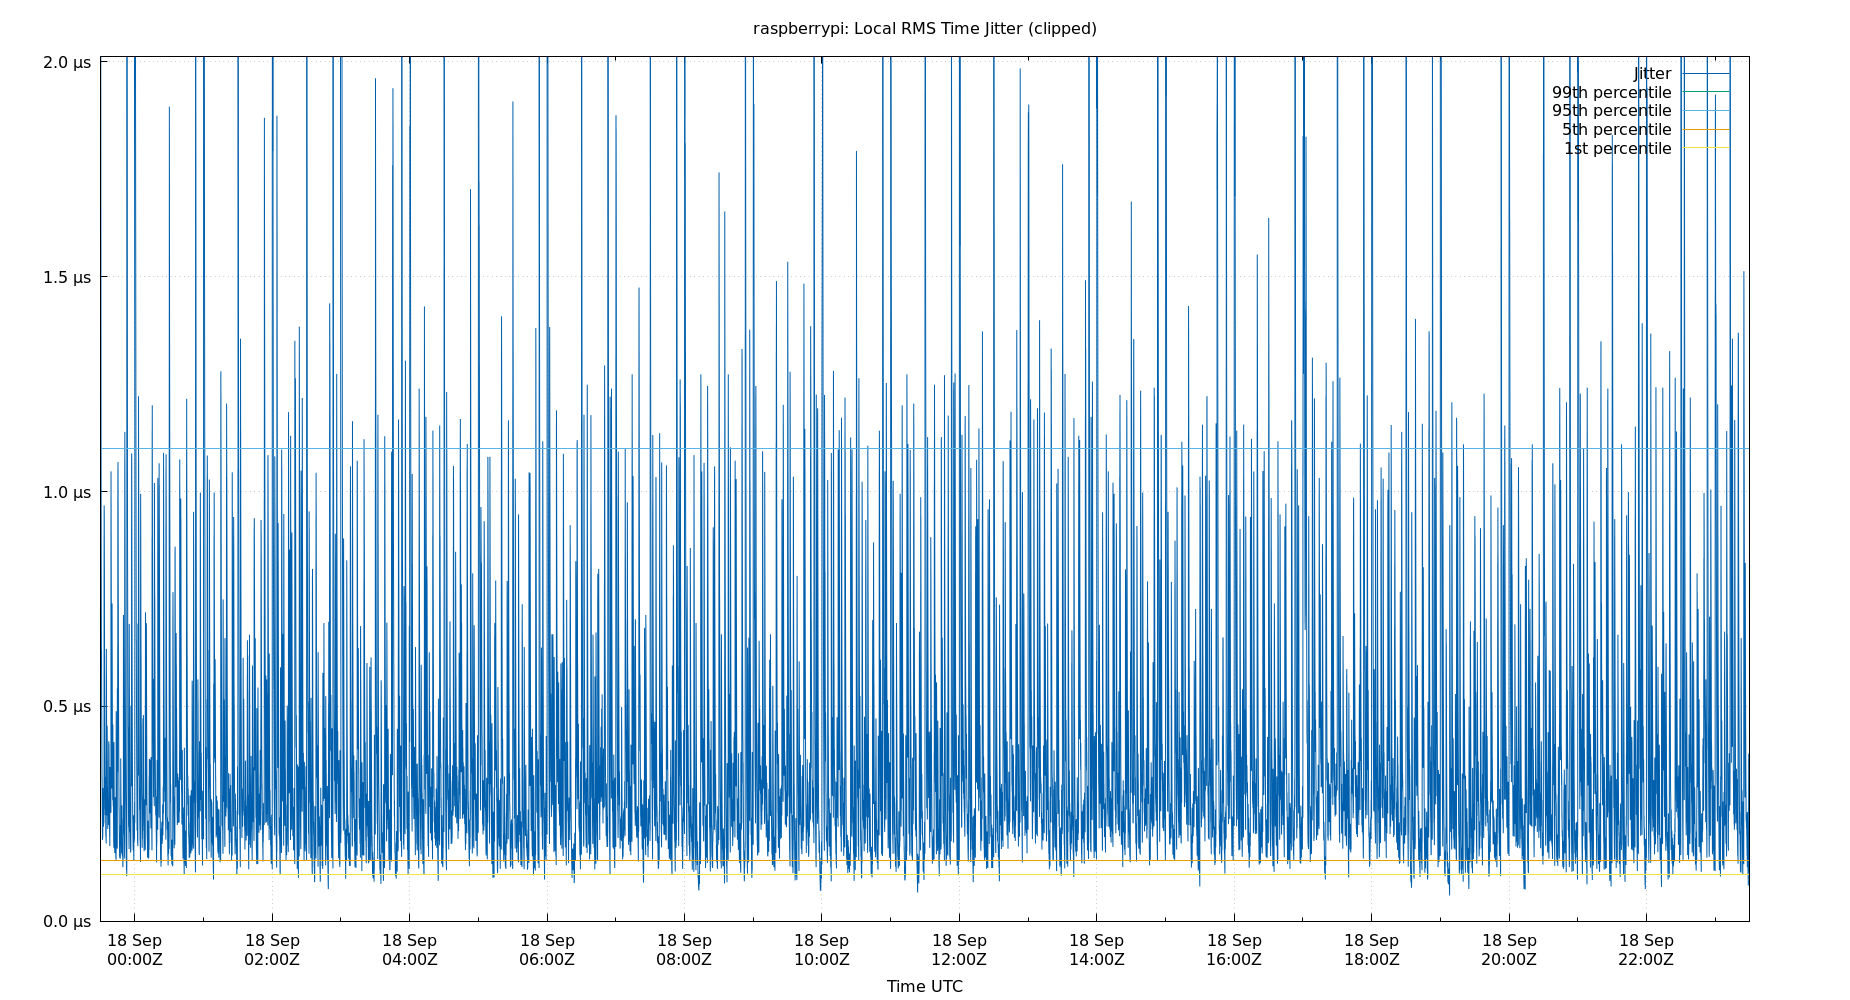 raspberrypi: Local RMS Time Jitter (clipped)
2.0 µs
1.5 µs
1.0 µs
0.5 µs
0.0 µs
Jitter
99th percentile
95th percentile
5th percentile
1st percentile
18 Sep 18 Sep 18 Sep 18 Sep 18 Sep 18 Sep 18 Sep 18 Sep 18 Sep 18 Sep 18 Sep 18 Sep
00:00Z 02:00Z 04:00Z 06:00Z 08:00Z 10:00Z 12:00Z 14:00Z 16:00Z 18:00Z 20:00Z 22:00Z
Time UTC